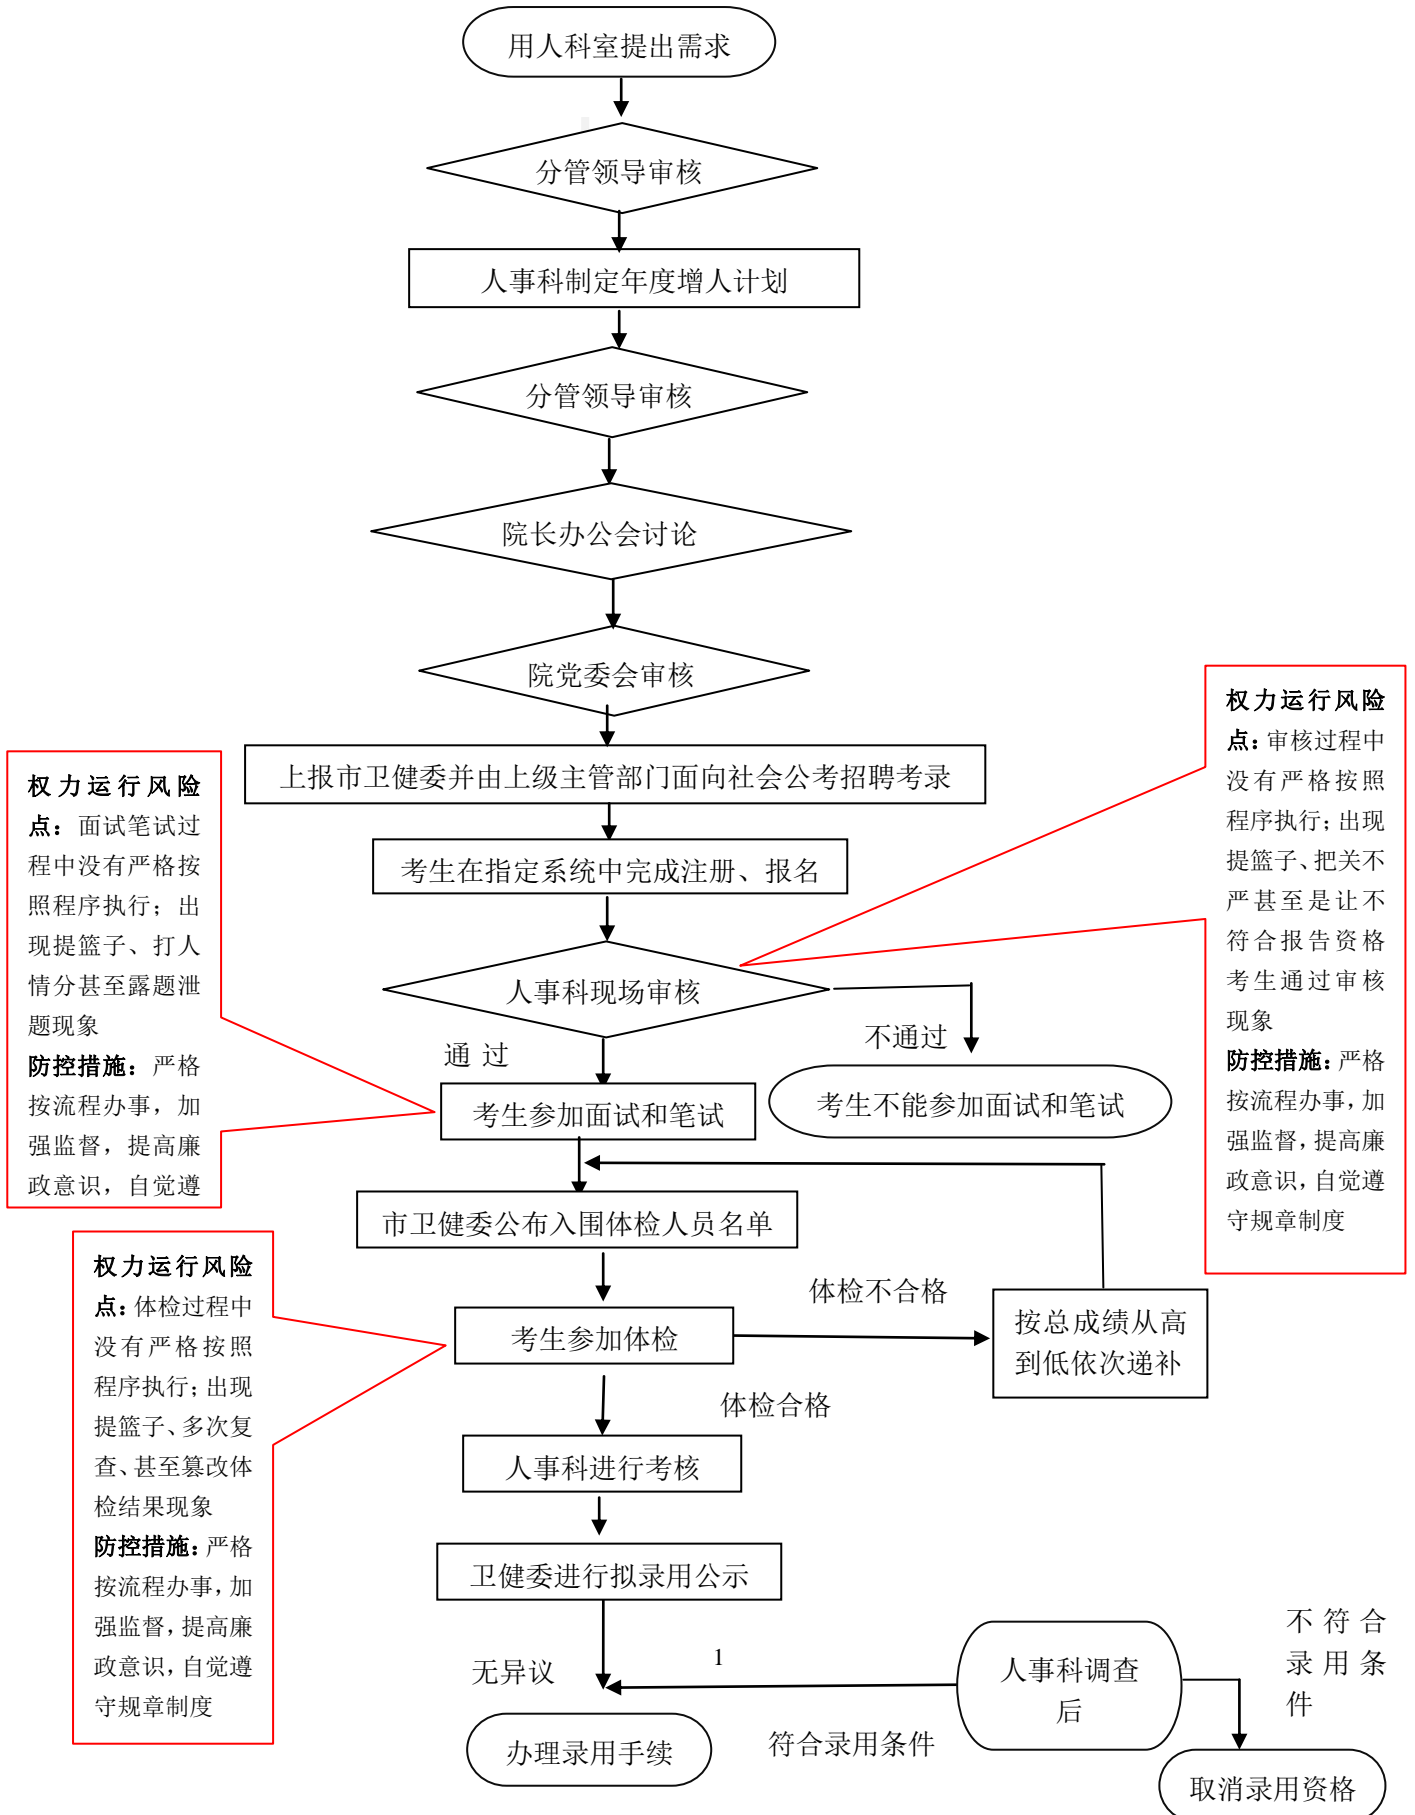 用人科室提出需求
分管领导审核
人事科制定年度增人计划
分管领导审核
院长办公会讨论
院党委会审核
上报市卫健委并由上级主管部门面向社会公考招聘考录
考生在指定系统中完成注册、报名
人事科现场审核
通 过
不通过
考生参加面试和笔试
考生不能参加面试和笔试
市卫健委公布入围体检人员名单
考生参加体检
体检不合格
按总成绩从高
到低依次递补
体检合格
人事科进行考核
卫健委进行拟录用公示
无异议
1
人事科调查
后
符合录用条件
不符合
录用条
件
办理录用手续
取消录用资格
权力运行风险
点：面试笔试过
程中没有严格按
照程序执行；出
现提篮子、打人
情分甚至露题泄
题现象
防控措施：严格
按流程办事，加
强监督，提高廉
政意识，自觉遵
权力运行风险
点：审核过程中
没有严格按照
程序执行；出现
提篮子、把关不
严甚至是让不
符合报告资格
考生通过审核
现象
防控措施：严格
按流程办事，加
强监督，提高廉
政意识，自觉遵
守规章制度
权力运行风险
点：体检过程中
没有严格按照
程序执行；出现
提篮子、多次复
查、甚至篡改体
检结果现象
防控措施：严格
按流程办事，加
强监督，提高廉
政意识，自觉遵
守规章制度